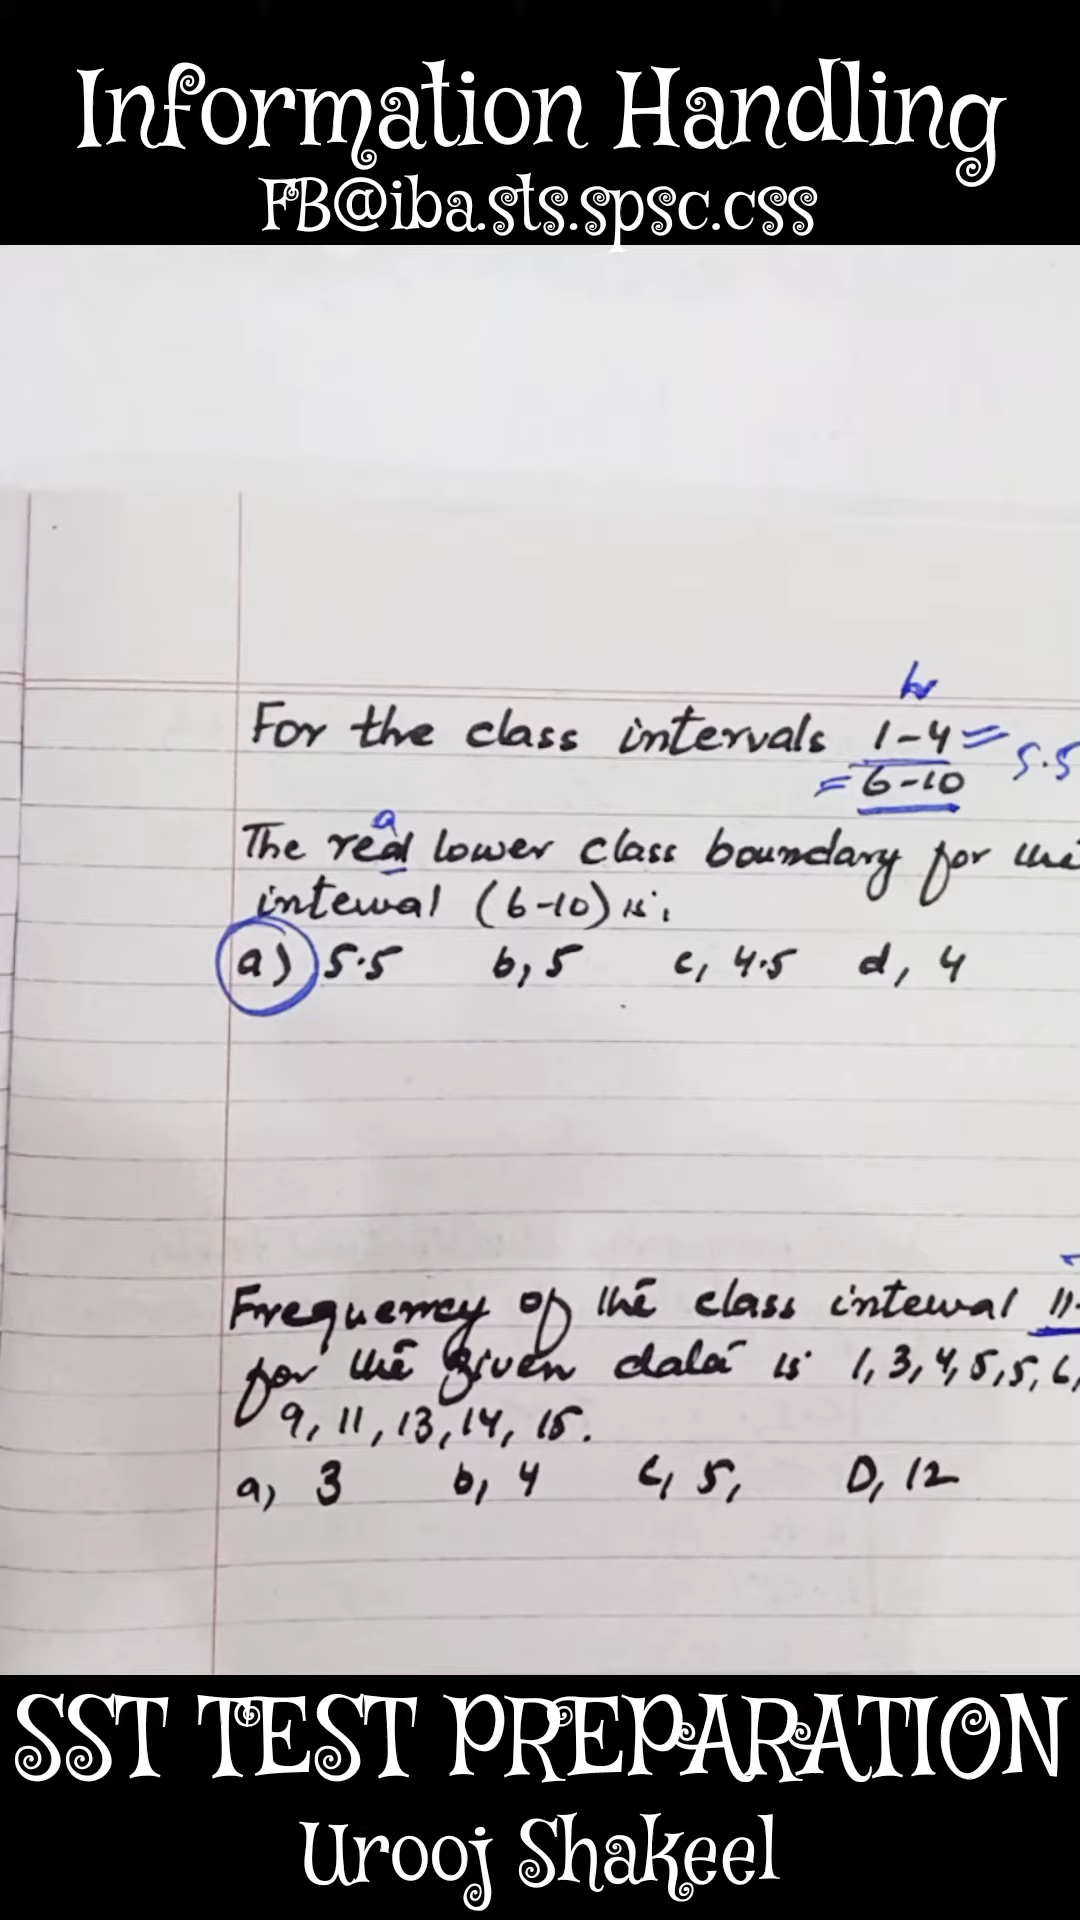 Information Handling
FB@iba.sts.spsc.css
For the class intervals 1-4 = 5.5
= 6-10
a
The real lower class boundary for the
interval (6-10) is:
a) 5.5 b, 5 c, 4.5 d, 4
Frequency of the class interval 11-
for the given data is 1,3,4,5,5,6,
9, 11, 13, 14, 15.
a, 3 b, 4 c, 5, D, 12
SST TEST PREPARATION
Urooj Shakeel